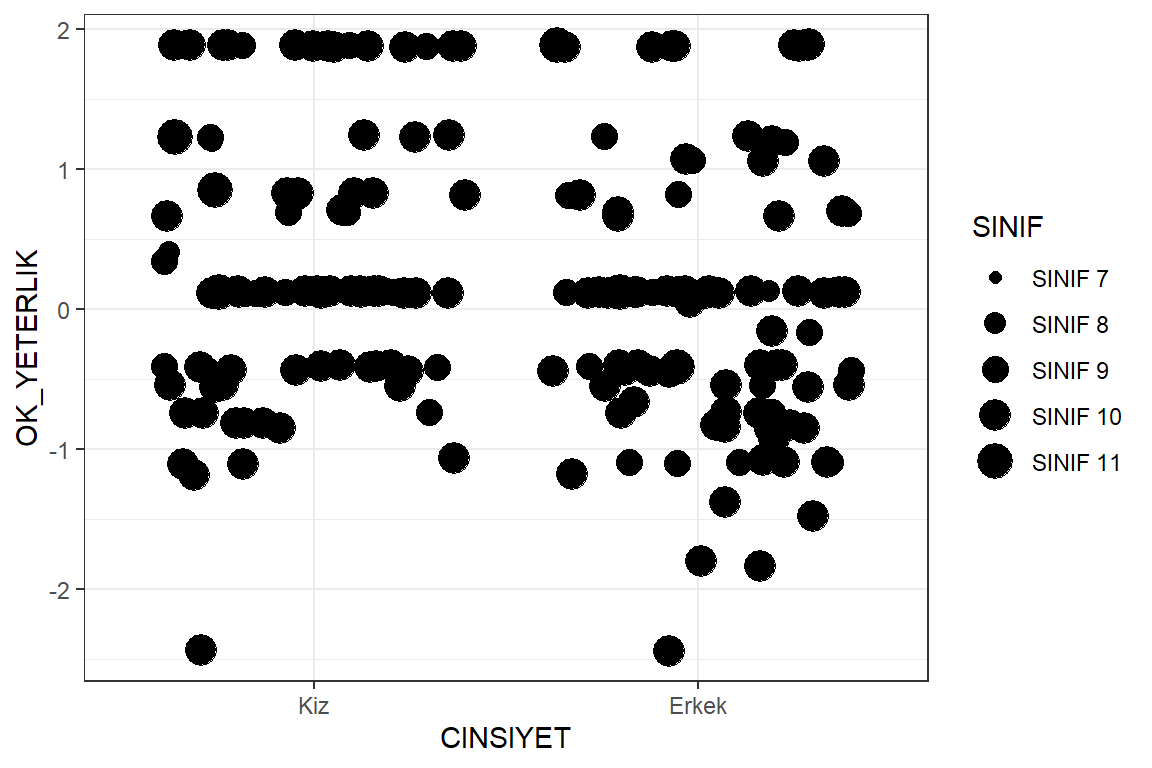 OK_YETERLIK
2
1
0
-1
-2
Kiz
Erkek
CINSIYET
SINIF
SINIF 7
SINIF 8
SINIF 9
SINIF 10
SINIF 11